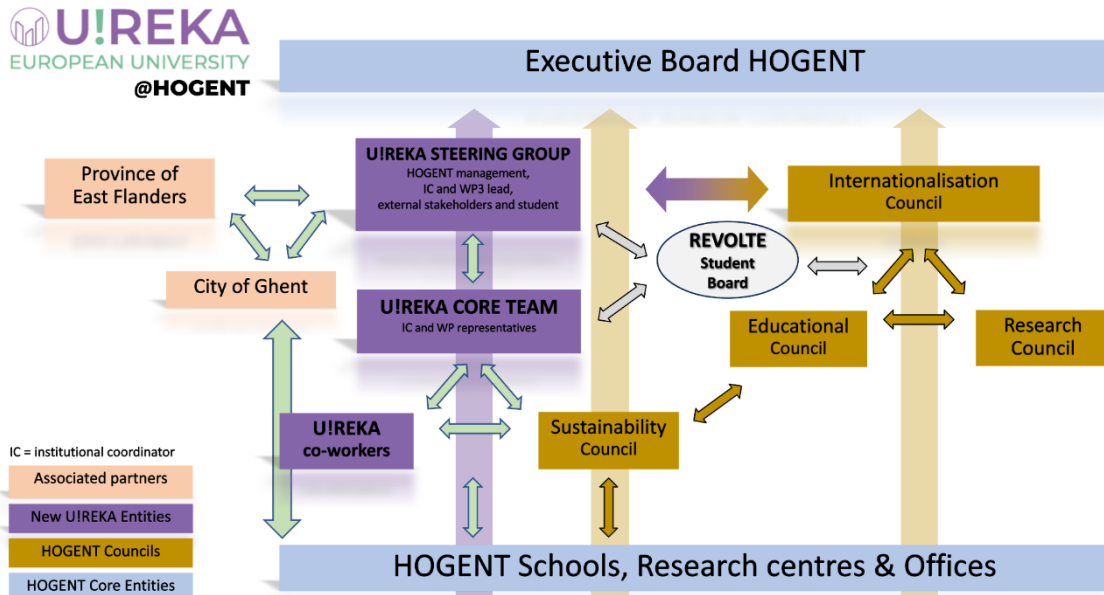 U!REKA
EUROPEAN UNIVERSITY
@HOGENT
Executive Board HOGENT
Province of
East Flanders
U!REKA STEERING GROUP
HOGENT management,
IC and WP3 lead,
external stakeholders and student
Internationalisation
Council
REVOLTE
Student
Board
City of Ghent
U!REKA CORE TEAM
IC and WP representatives
Educational
Council
Research
Council
U!REKA
co-workers
Sustainability
Council
IC = institutional coordinator
Associated partners
New U!REKA Entities
HOGENT Councils
HOGENT Core Entities
HOGENT Schools, Research centres & Offices